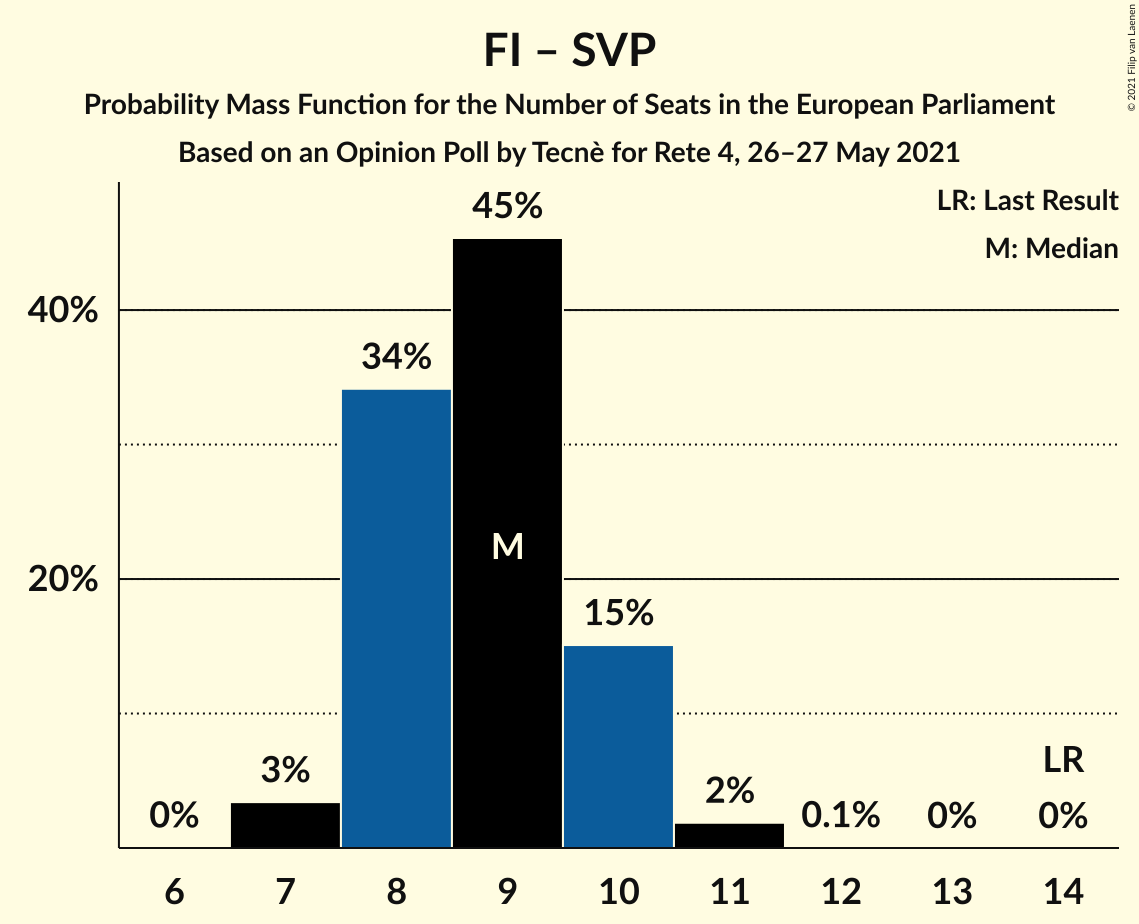 FI – SVP
Probability Mass Function for the Number of Seats in the European Parliament
Based on an Opinion Poll by Tecnè for Rete 4, 26–27 May 2021
© 2021 Filip van Laenen
LR: Last Result
M: Median
45%
40%
34%
M
20%
15%
LR
3%
2%
0%
0.1%
0%
0%
6 7 8 9 10 11 12 13 14